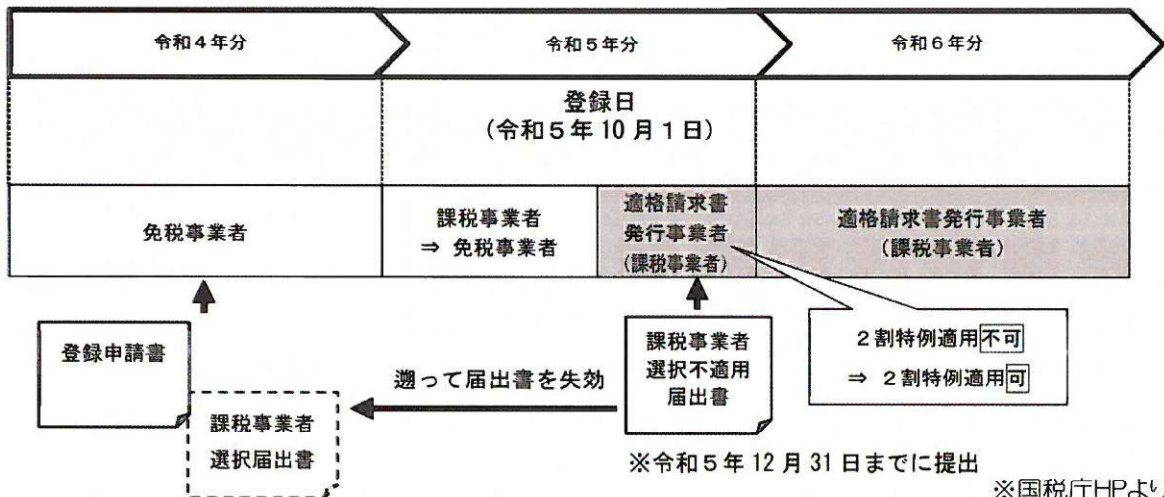 令和４年分
令和５年分
令和６年分
登録日
(令和５年10月１日)
免税事業者
課税事業者
⇒ 免税事業者
適格請求書
発行事業者
(課税事業者)
適格請求書発行事業者
(課税事業者)
登録申請書
課税事業者
選択届出書
遡って届出書を失効
課税事業者
選択不適用
届出書
２割特例適用不可
⇒ ２割特例適用可
※令和５年12月31日までに提出
※国税庁HPより